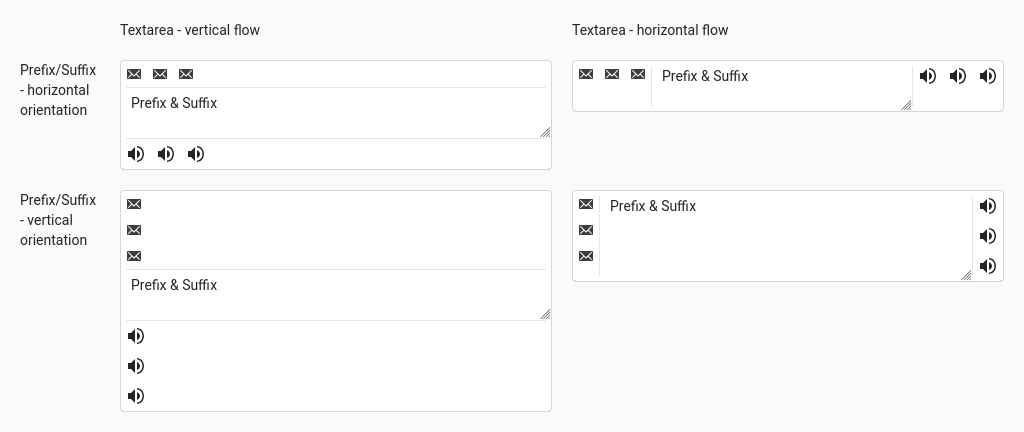 Textarea - vertical flow
Textarea - horizontal flow
Prefix/Suffix
- horizontal
orientation
Prefix & Suffix
Prefix & Suffix
Prefix/Suffix
- vertical
orientation
Prefix & Suffix
Prefix & Suffix